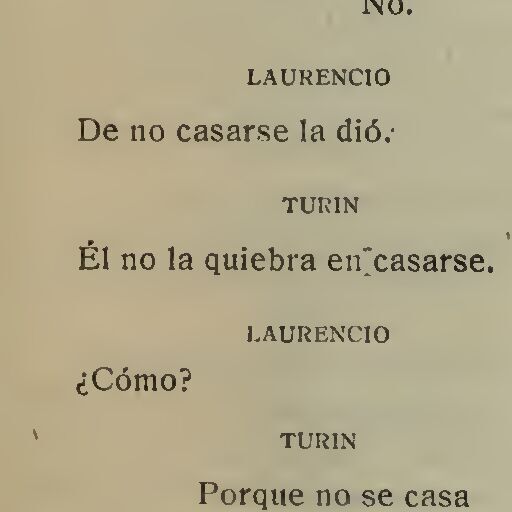 No.
LAURENCIO
De no casarse la dió.
TURIN
Él no la quiebra en casarse.
LAURENCIO
¿Cómo?
TURIN
Porque no se casa